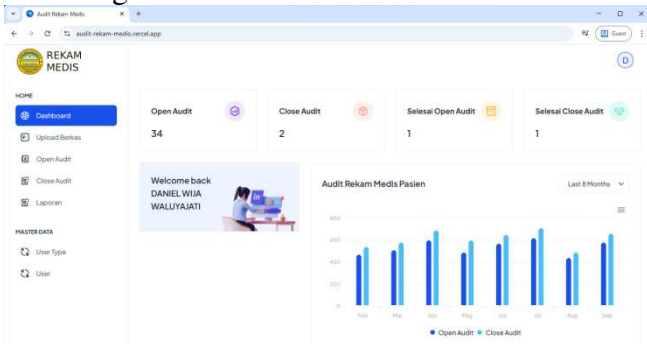 Audit Rekam Medis
audit-rekam-medis.vercel.app
Guest
REKAM
MEDIS
D
HOME
Dashboard
Upload Berkas
Open Audit
Close Audit
Laporan
MASTER DATA
User Type
User
Open Audit
34
Close Audit
2
Selesai Open Audit
1
Selesai Close Audit
1
Welcome back
DANIEL WIJA
WALUYAJATI
in
Audit Rekam Medis Pasien
Last 8 Months
800
600
400
200
0
Feb Mar Apr May Jun Jul Aug Sep
Open Audit Close Audit